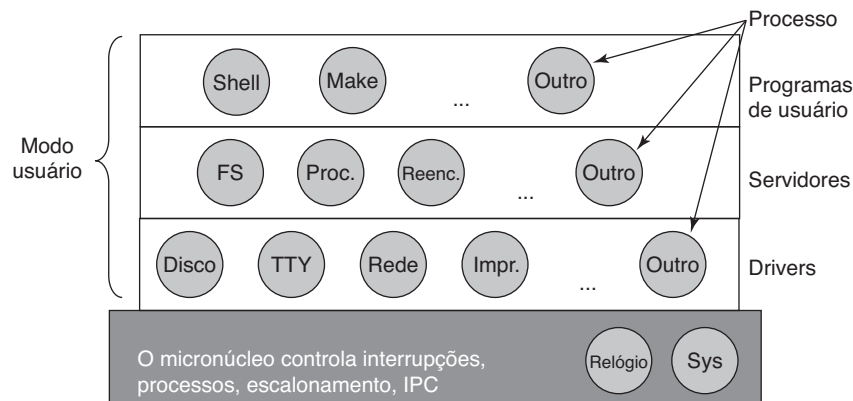 Processo
Shell
Make
...
Outro
Programas
de usuário
Modo
usuário
FS
Proc.
Reenc.
...
Outro
Servidores
Disco
TTY
Rede
Impr.
...
Outro
Drivers
O micronúcleo controla interrupções,
processos, escalonamento, IPC
Relógio
Sys